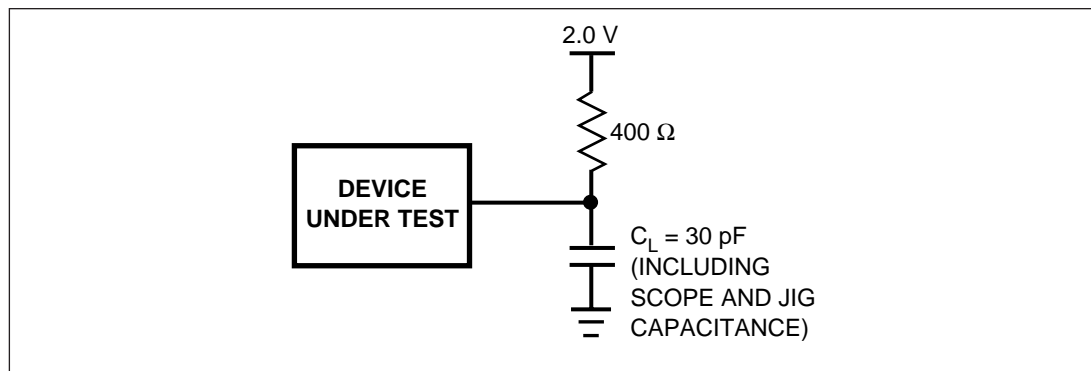 2.0 V
400 Ω
DEVICE
UNDER TEST
C_L = 30 pF
(INCLUDING
SCOPE AND JIG
CAPACITANCE)